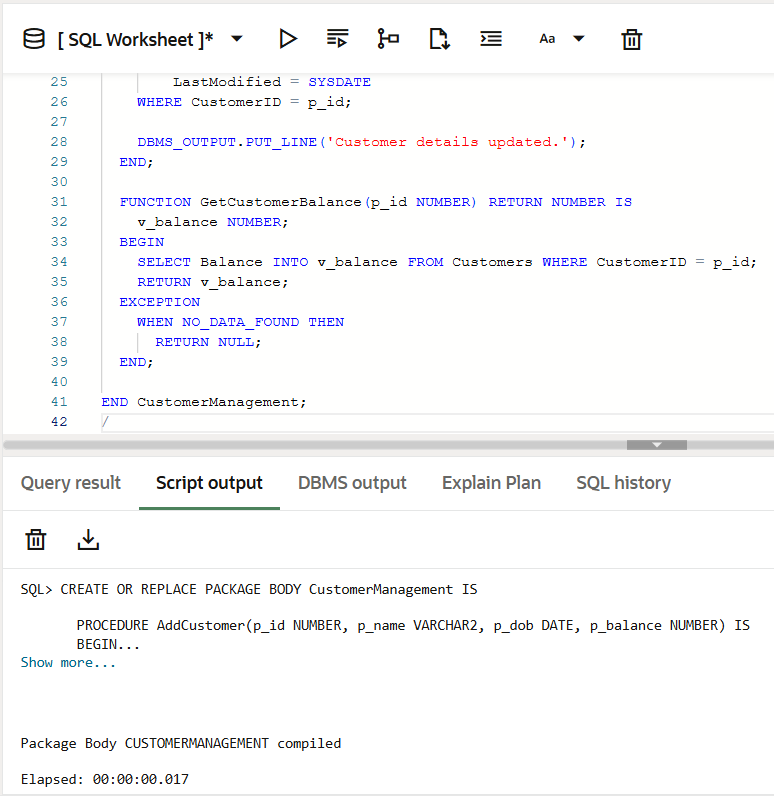 [ SQL Worksheet ]*
Aa
25 LastModified = SYSDATE
26 WHERE CustomerID = p_id;
27
28 DBMS_OUTPUT.PUT_LINE('Customer details updated.');
29 END;
30
31 FUNCTION GetCustomerBalance(p_id NUMBER) RETURN NUMBER IS
32 v_balance NUMBER;
33 BEGIN
34 SELECT Balance INTO v_balance FROM Customers WHERE CustomerID = p_id;
35 RETURN v_balance;
36 EXCEPTION
37 WHEN NO_DATA_FOUND THEN
38 RETURN NULL;
39 END;
40
41 END CustomerManagement;
42 /
Query result Script output DBMS output Explain Plan SQL history
SQL> CREATE OR REPLACE PACKAGE BODY CustomerManagement IS
PROCEDURE AddCustomer(p_id NUMBER, p_name VARCHAR2, p_dob DATE, p_balance NUMBER) IS
BEGIN...
Show more...
Package Body CUSTOMERMANAGEMENT compiled
Elapsed: 00:00:00.017